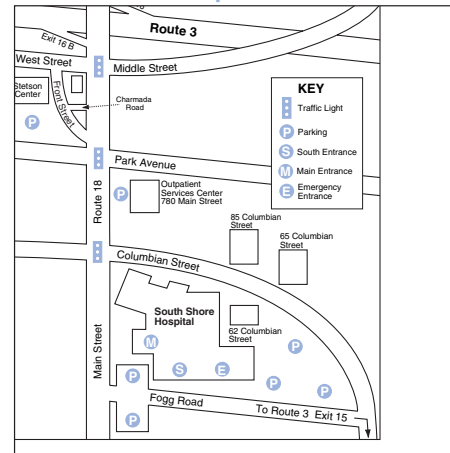 Route 3
Exit 16 B
West Street
Middle Street
Stetson
Center
Front Street
Charmada
Road
P
KEY
Traffic Light
P Parking
S South Entrance
M Main Entrance
E Emergency
Entrance
Park Avenue
Route 18
P
Outpatient
Services Center
780 Main Street
85 Columbian
Street
65 Columbian
Street
Columbian Street
South Shore
Hospital
62 Columbian
Street
Main Street
M
S
E
P
P
P
P
P
Fogg Road
To Route 3 Exit 15